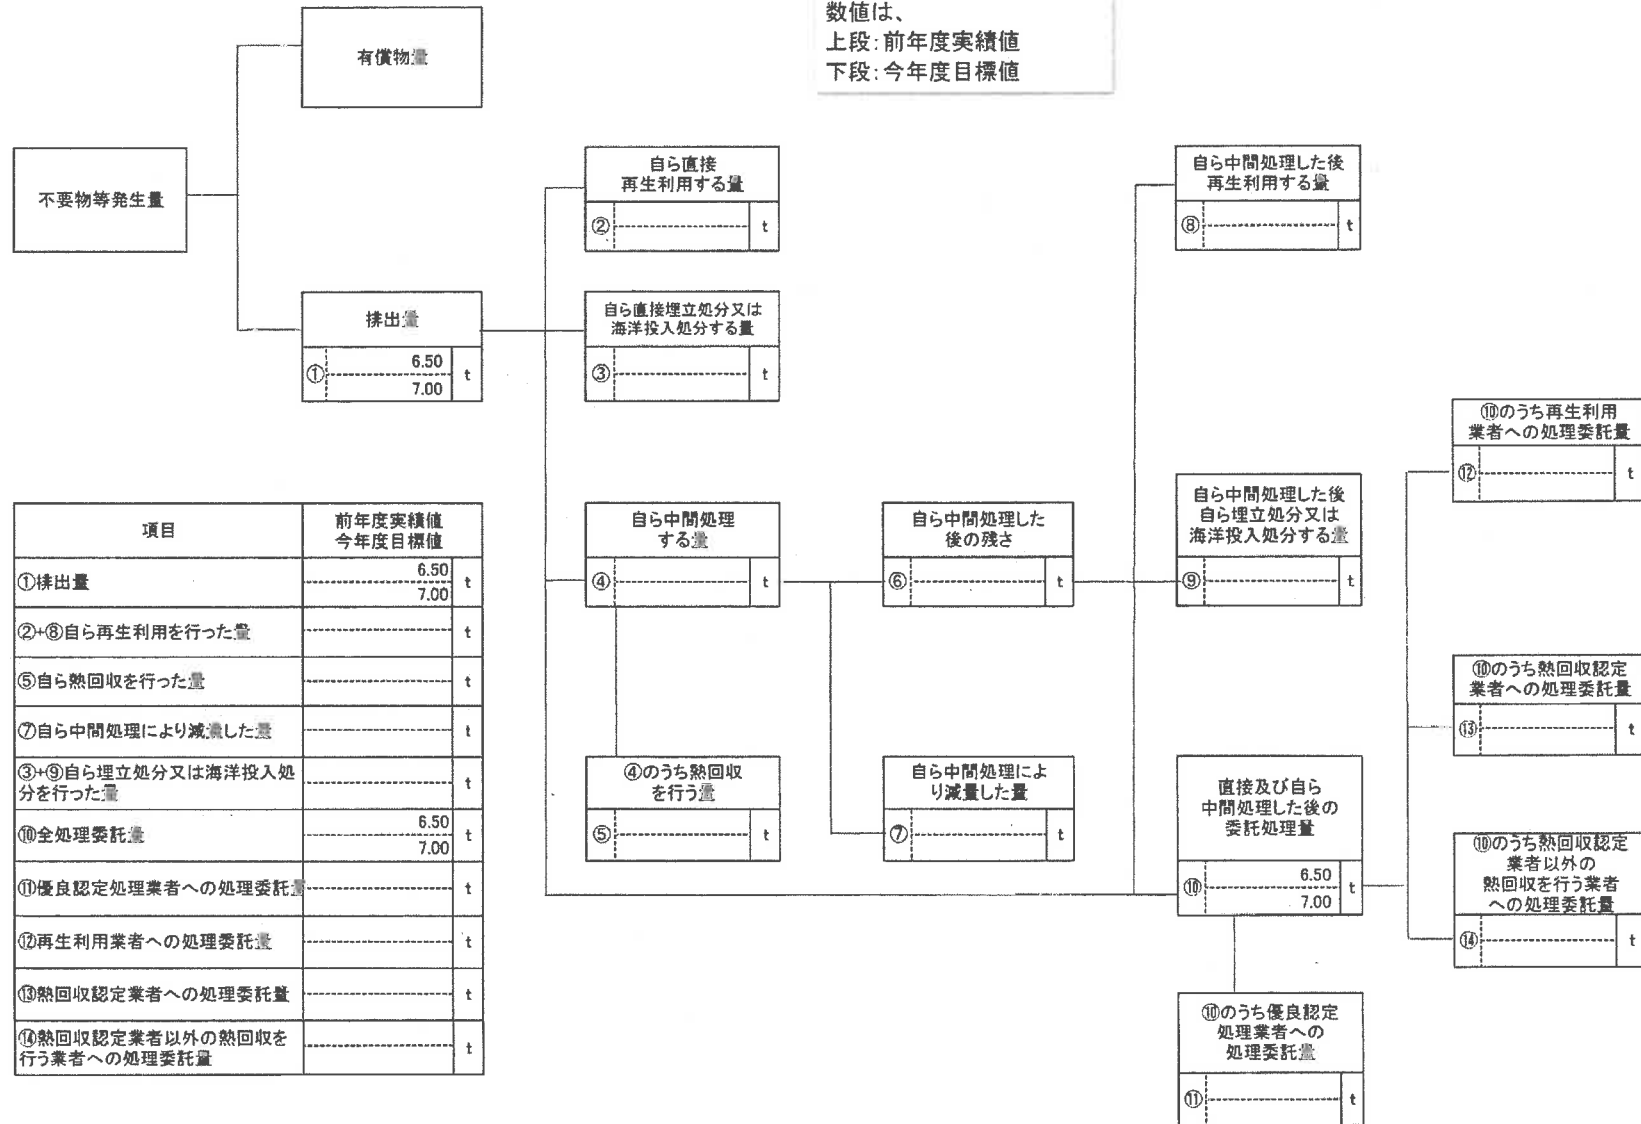 数値は、
上段:前年度実績値
下段:今年度目標値
有償物量
不要物等発生量
排出量
① 6.50 t
7.00
自ら直接
再生利用する量
② t
自ら直接埋立処分又は
海洋投入処分する量
③ t
自ら中間処理した後
再生利用する量
⑧ t
自ら中間処理
する量
④ t
自ら中間処理した
後の残さ
⑥ t
自ら中間処理した後
自ら埋立処分又は
海洋投入処分する量
⑨ t
④のうち熱回収
を行う量
⑤ t
自ら中間処理によ
り減量した量
⑦ t
直接及び自ら
中間処理した後の
委託処理量
⑩ 6.50 t
7.00
⑩のうち優良認定
処理業者への
処理委託量
⑪ t
⑩のうち再生利用
業者への処理委託量
⑫ t
⑩のうち熱回収認定
業者への処理委託量
⑬ t
⑩のうち熱回収認定
業者以外の
熱回収を行う業者
への処理委託量
⑭ t
項目
前年度実績値
今年度目標値
①排出量 6.50 t
7.00
②+⑧自ら再生利用を行った量 t
⑤自ら熱回収を行った量 t
⑦自ら中間処理により減量した量 t
③+⑨自ら埋立処分又は海洋投入処
分を行った量 t
⑩全処理委託量 6.50 t
7.00
⑪優良認定処理業者への処理委託量 t
⑫再生利用業者への処理委託量 t
⑬熱回収認定業者への処理委託量 t
⑭熱回収認定業者以外の熱回収を
行う業者への処理委託量 t